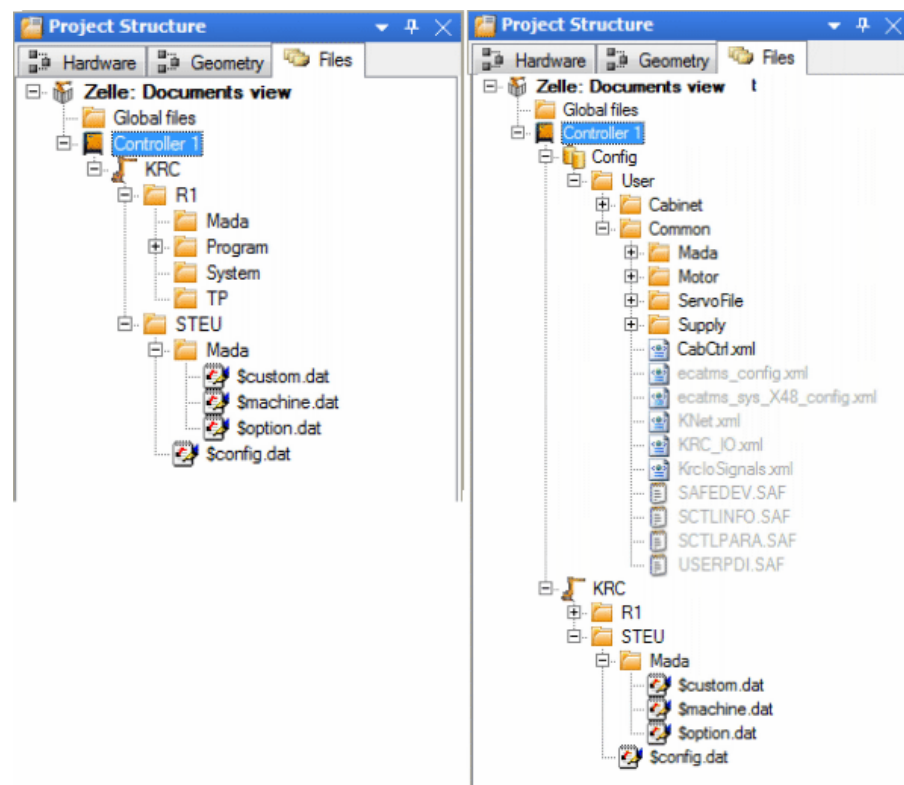 Project Structure
Hardware
Geometry
Files
Zelle: Documents view
Global files
Controller 1
KRC
R1
Mada
Program
System
TP
STEU
Mada
$custom.dat
$machine.dat
$option.dat
$config.dat
Project Structure
Hardware
Geometry
Files
Zelle: Documents view t
Global files
Controller 1
Config
User
Cabinet
Common
Mada
Motor
ServoFile
Supply
CabCtrl.xml
ecatms_config.xml
ecatms_sys_X48_config.xml
KNet.xml
KRC_IO.xml
KrcIoSignals.xml
SAFEDEV.SAF
SCTLINFO.SAF
SCTLPARA.SAF
USERPDI.SAF
KRC
R1
STEU
Mada
$custom.dat
$machine.dat
$option.dat
$config.dat